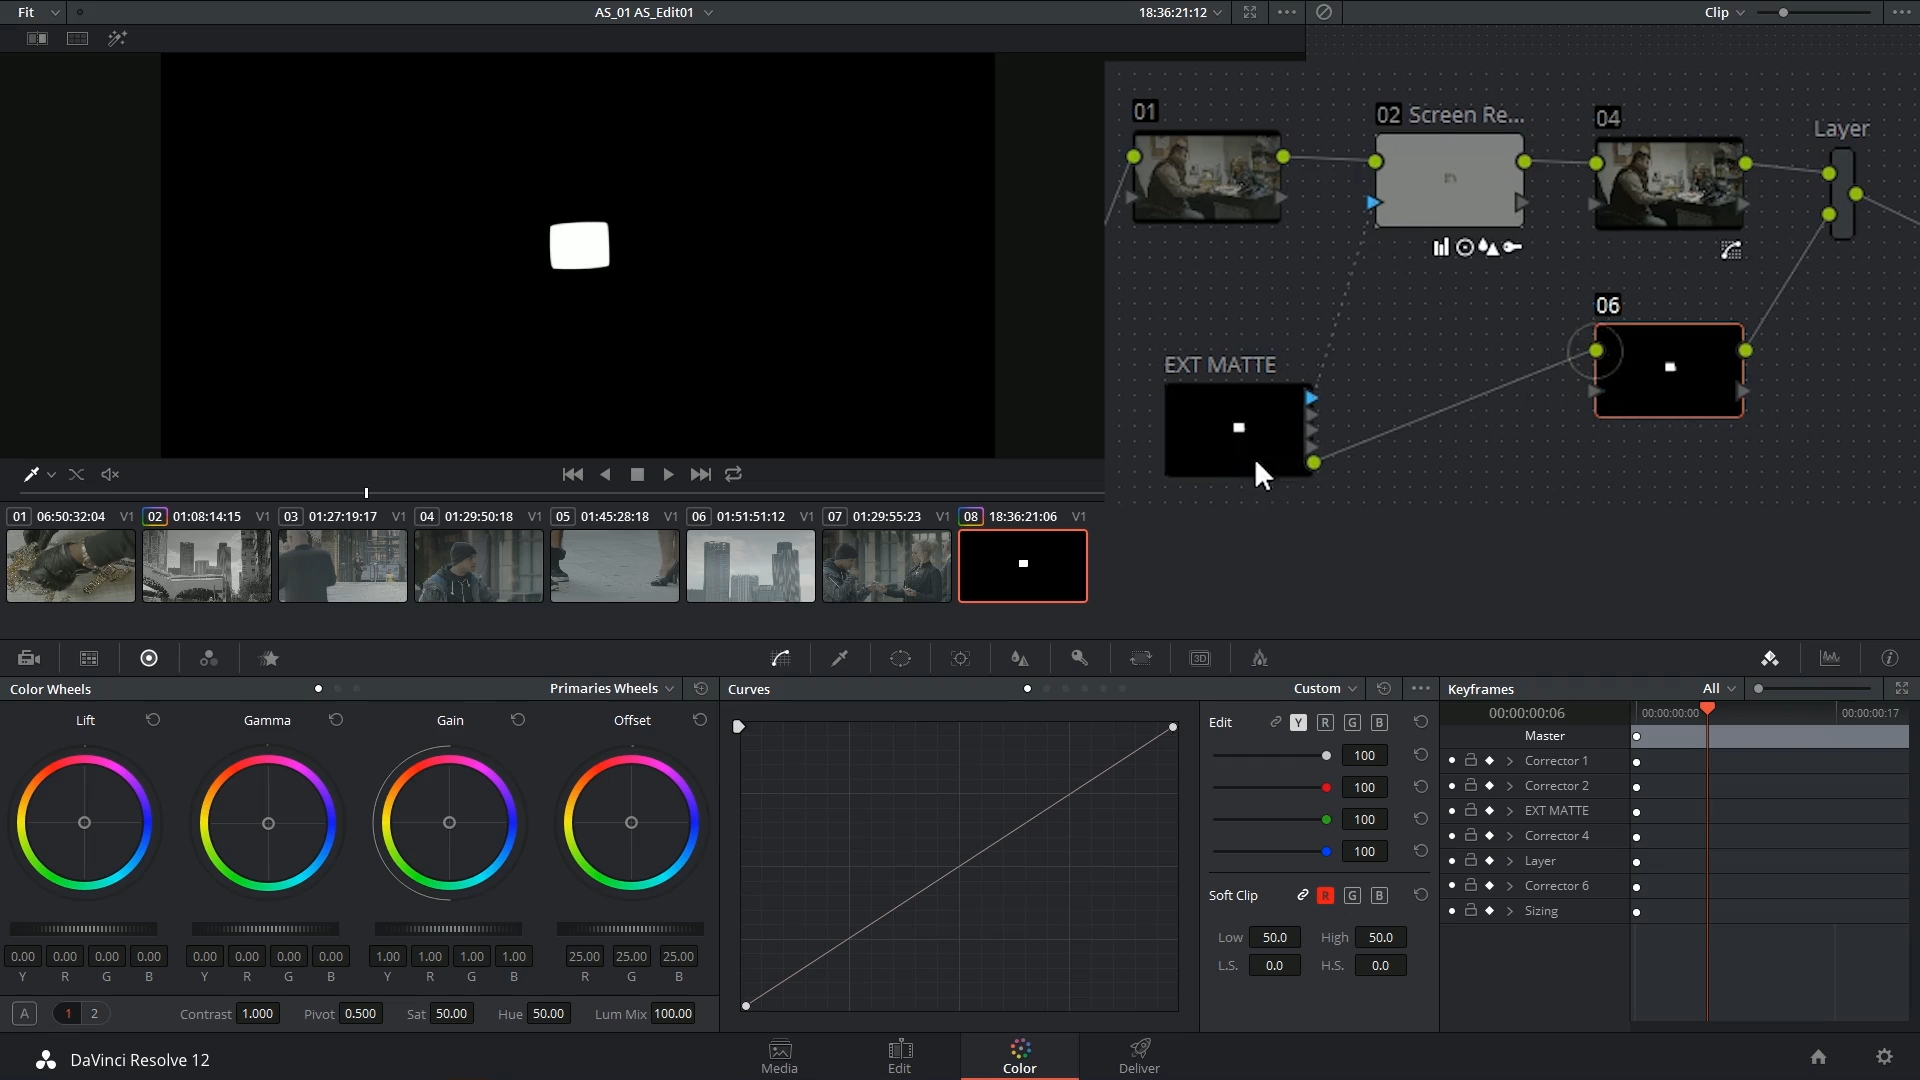 Fit
AS_01 AS_Edit01
18:36:21:12
Clip
01
02 Screen Re...
04
Layer
06
EXT MATTE
01 06:50:32:04 V1
02 01:08:14:15 V1
03 01:27:19:17 V1
04 01:29:50:18 V1
05 01:45:28:18 V1
06 01:51:51:12 V1
07 01:29:55:23 V1
08 18:36:21:06 V1
3D
Color Wheels
Primaries Wheels
Curves
Custom
Keyframes
All
Lift
Gamma
Gain
Offset
0.00 0.00 0.00 0.00
Y R G B
0.00 0.00 0.00 0.00
Y R G B
1.00 1.00 1.00 1.00
Y R G B
25.00 25.00 25.00
R G B
A
1 2
Contrast 1.000
Pivot 0.500
Sat 50.00
Hue 50.00
Lum Mix 100.00
Edit Y R G B
100
100
100
100
Soft Clip R G B
Low 50.0 High 50.0
L.S. 0.0 H.S. 0.0
00:00:00:06
00:00:00:00
00:00:00:17
Master
Corrector 1
Corrector 2
EXT MATTE
Corrector 4
Layer
Corrector 6
Sizing
DaVinci Resolve 12
Media
Edit
Color
Deliver